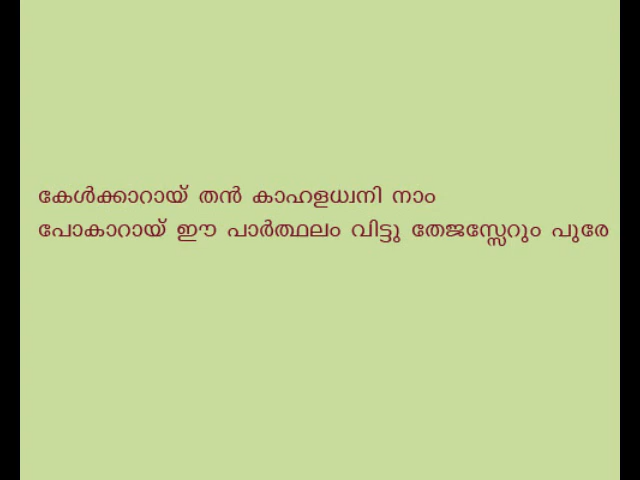 കേൾക്കാറായ് തൻ കാഹളധ്വനി നാം
പോകാറായ് ഈ പാർത്ഥലം വിട്ടു തേജസ്സേറും പുരേ